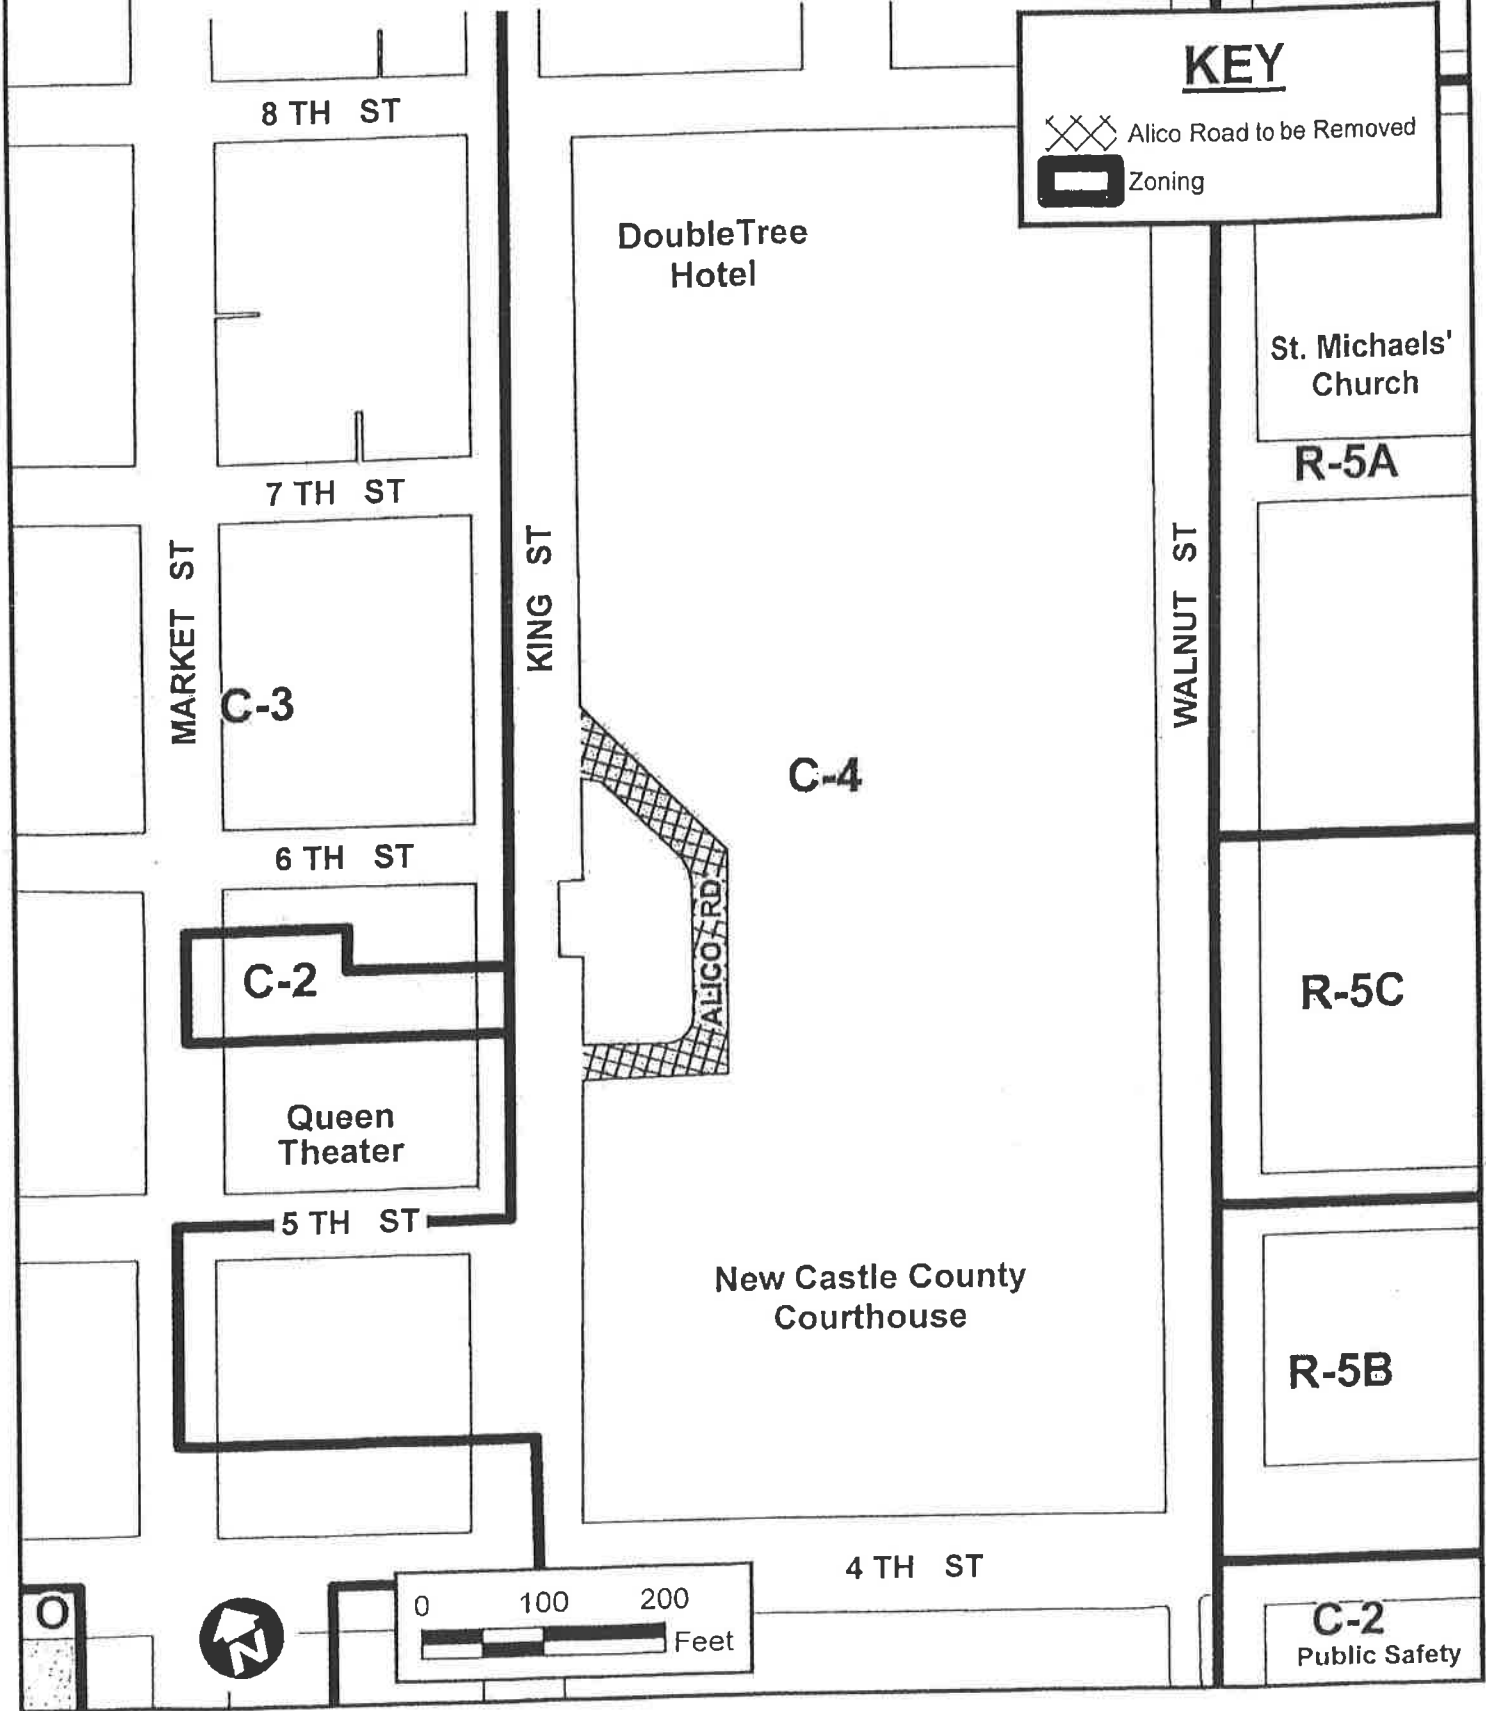 KEY
Alico Road to be Removed
Zoning
8 TH ST
DoubleTree
Hotel
St. Michaels'
Church
R-5A
7 TH ST
MARKET ST
KING ST
WALNUT ST
C-3
C-4
6 TH ST
ALICO RD
C-2
R-5C
Queen
Theater
5 TH ST
New Castle County
Courthouse
R-5B
4 TH ST
O
N
0 100 200
Feet
C-2
Public Safety